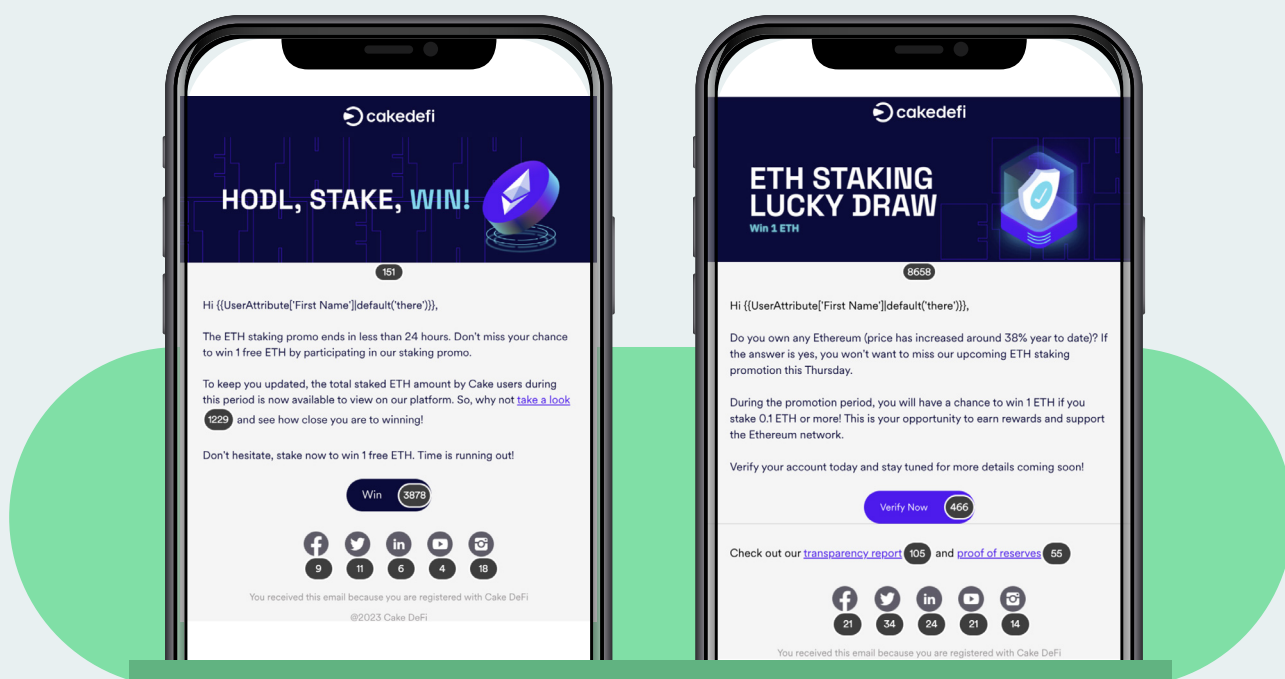 cakedefi
HODL, STAKE, WIN!
151
Hi {{UserAttribute['First Name']|default('there')}},
The ETH staking promo ends in less than 24 hours. Don't miss your chance
to win 1 free ETH by participating in our staking promo.
To keep you updated, the total staked ETH amount by Cake users during
this period is now available to view on our platform. So, why not take a look
1229 and see how close you are to winning!
Don't hesitate, stake now to win 1 free ETH. Time is running out!
Win 3878
9 11 6 4 18
You received this email because you are registered with Cake DeFi
@2023 Cake DeFi
cakedefi
ETH STAKING
LUCKY DRAW
Win 1 ETH
8658
Hi {{UserAttribute['First Name']|default('there')}},
Do you own any Ethereum (price has increased around 38% year to date)? If
the answer is yes, you won't want to miss our upcoming ETH staking
promotion this Thursday.
During the promotion period, you will have a chance to win 1 ETH if you
stake 0.1 ETH or more! This is your opportunity to earn rewards and support
the Ethereum network.
Verify your account today and stay tuned for more details coming soon!
Verify Now 466
Check out our transparency report 105 and proof of reserves 55
21 34 24 21 14
You received this email because you are registered with Cake DeFi